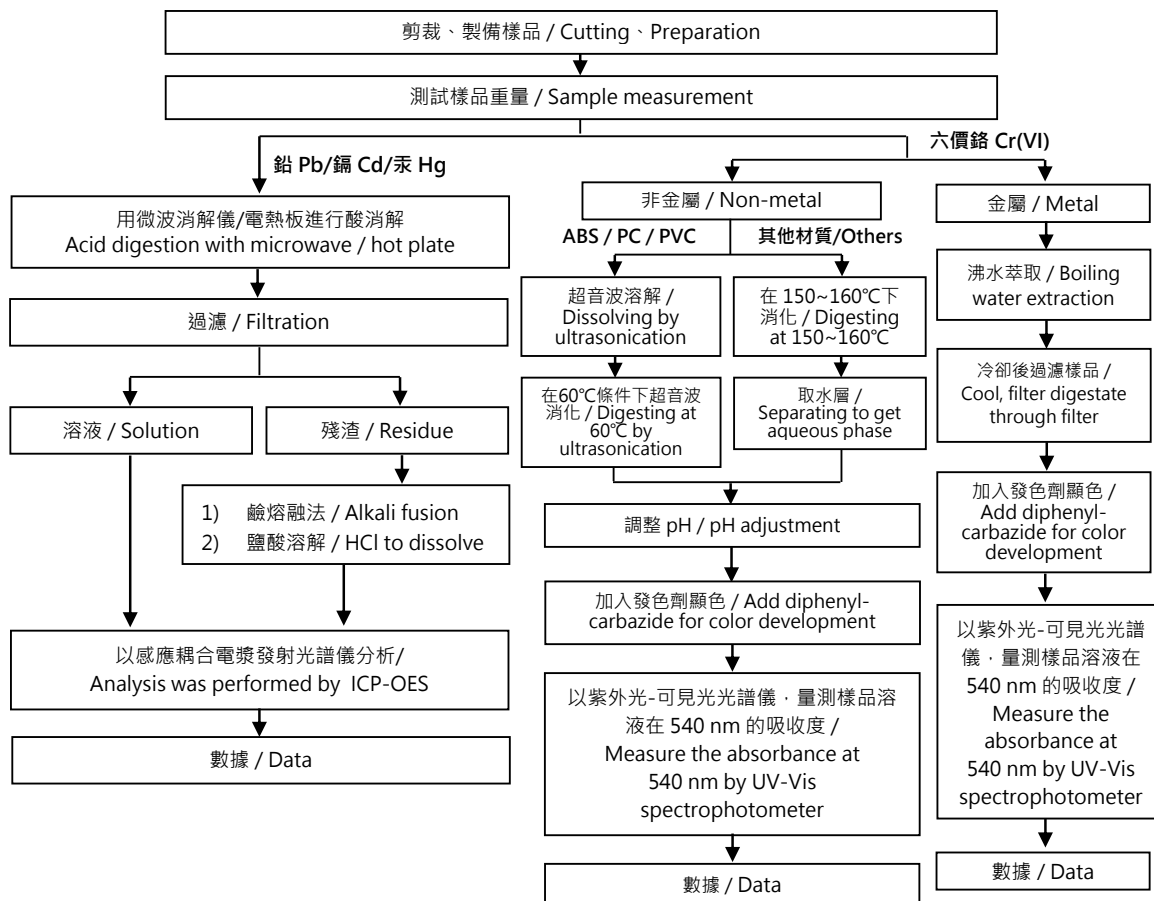 剪裁、製備樣品 / Cutting、Preparation
測試樣品重量 / Sample measurement
鉛 Pb/鎘 Cd/汞 Hg
用微波消解儀/電熱板進行酸消解
Acid digestion with microwave / hot plate
過濾 / Filtration
溶液 / Solution
殘渣 / Residue
1) 鹼熔融法 / Alkali fusion
2) 鹽酸溶解 / HCl to dissolve
以感應耦合電漿發射光譜儀分析/
Analysis was performed by ICP-OES
數據 / Data
六價鉻 Cr(VI)
非金屬 / Non-metal
ABS / PC / PVC
其他材質/Others
超音波溶解 /
Dissolving by
ultrasonication
在60℃條件下超音波
消化 / Digesting at
60℃ by
ultrasonication
在 150~160℃下
消化 / Digesting
at 150~160℃
取水層 /
Separating to get
aqueous phase
調整 pH / pH adjustment
加入發色劑顯色 / Add diphenyl-
carbazide for color development
以紫外光-可見光光譜儀，量測樣品溶
液在 540 nm 的吸收度 /
Measure the absorbance at
540 nm by UV-Vis
spectrophotometer
數據 / Data
金屬 / Metal
沸水萃取 / Boiling
water extraction
冷卻後過濾樣品 /
Cool, filter digestate
through filter
加入發色劑顯色 /
Add diphenyl-
carbazide for color
development
以紫外光-可見光光譜
儀，量測樣品溶液在
540 nm 的吸收度 /
Measure the
absorbance at
540 nm by UV-Vis
spectrophotometer
數據 / Data